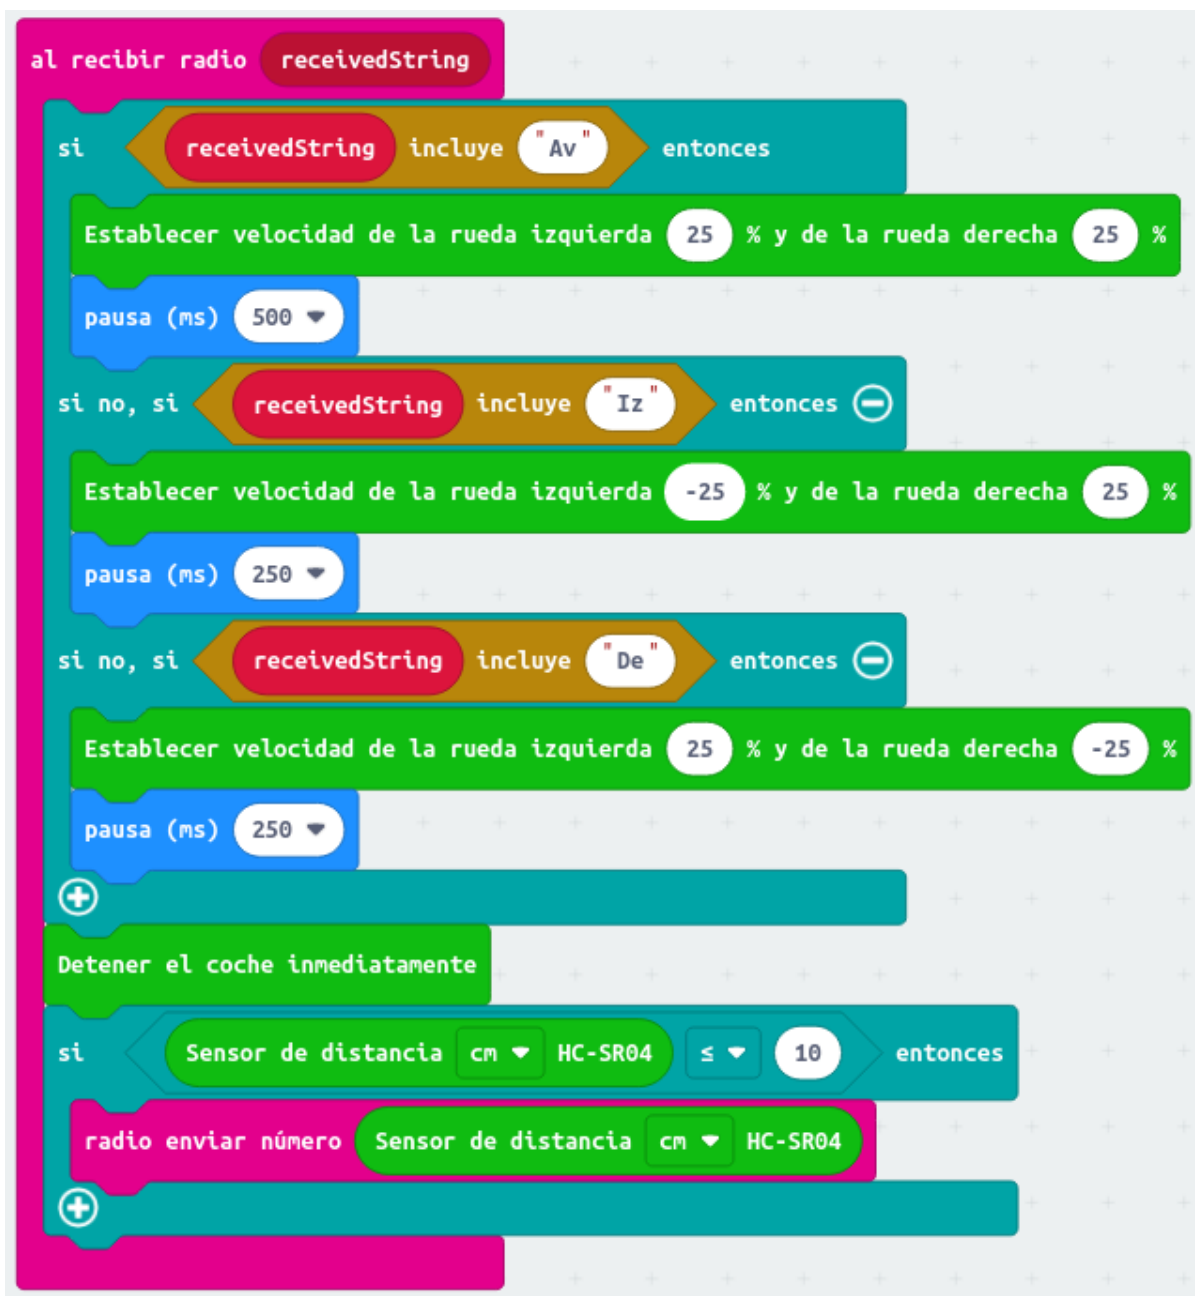 al recibir radio receivedString
si receivedString incluye "Av" entonces
Establecer velocidad de la rueda izquierda 25 % y de la rueda derecha 25 %
pausa (ms) 500
si no, si receivedString incluye "Iz" entonces
Establecer velocidad de la rueda izquierda -25 % y de la rueda derecha 25 %
pausa (ms) 250
si no, si receivedString incluye "De" entonces
Establecer velocidad de la rueda izquierda 25 % y de la rueda derecha -25 %
pausa (ms) 250
Detener el coche inmediatamente
si Sensor de distancia cm HC-SR04 ≤ 10 entonces
radio enviar número Sensor de distancia cm HC-SR04